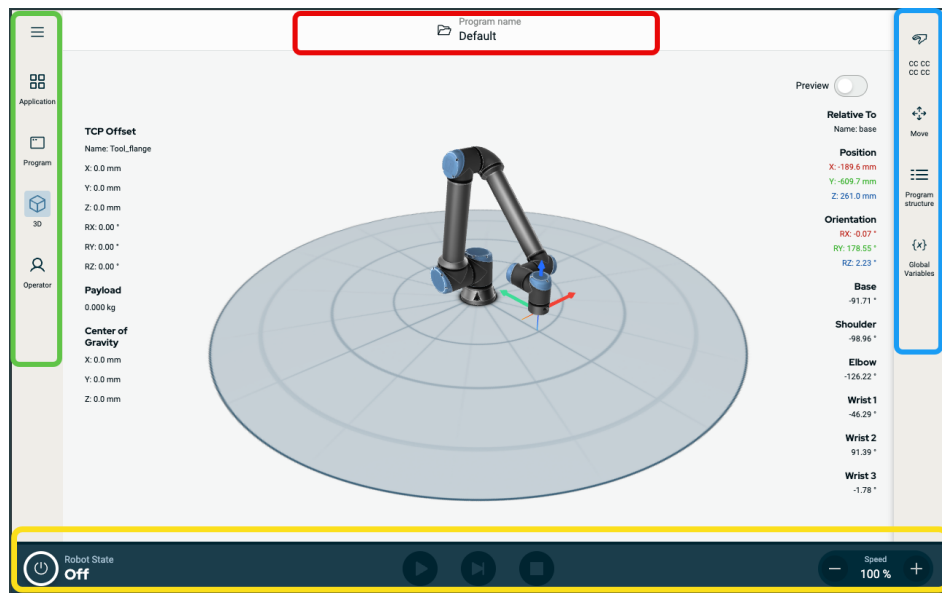 Program name
Default
Application
Program
3D
Operator
TCP Offset
Name: Tool_flange
X: 0.0 mm
Y: 0.0 mm
Z: 0.0 mm
RX: 0.00 °
RY: 0.00 °
RZ: 0.00 °
Payload
0.000 kg
Center of
Gravity
X: 0.0 mm
Y: 0.0 mm
Z: 0.0 mm
Preview
Relative To
Name: base
Position
X: -189.6 mm
Y: -609.7 mm
Z: 261.0 mm
Orientation
RX: -0.07 °
RY: 178.55 °
RZ: 2.23 °
Base
-91.71 °
Shoulder
-98.96 °
Elbow
-126.22 °
Wrist 1
-46.29 °
Wrist 2
91.39 °
Wrist 3
-1.78 °
CC CC
CC CC
Move
Program
structure
{x}
Global
Variables
Robot State
Off
Speed
100 %